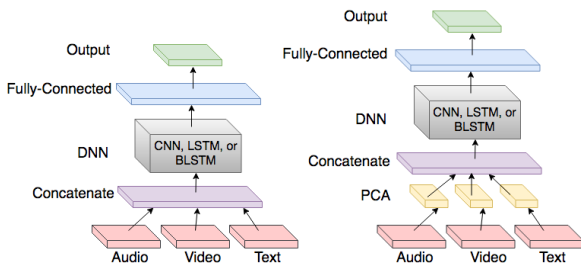 Output
Fully-Connected
DNN
CNN, LSTM, or
BLSTM
Concatenate
Audio
Video
Text
Output
Fully-Connected
DNN
CNN, LSTM, or
BLSTM
Concatenate
PCA
Audio
Video
Text